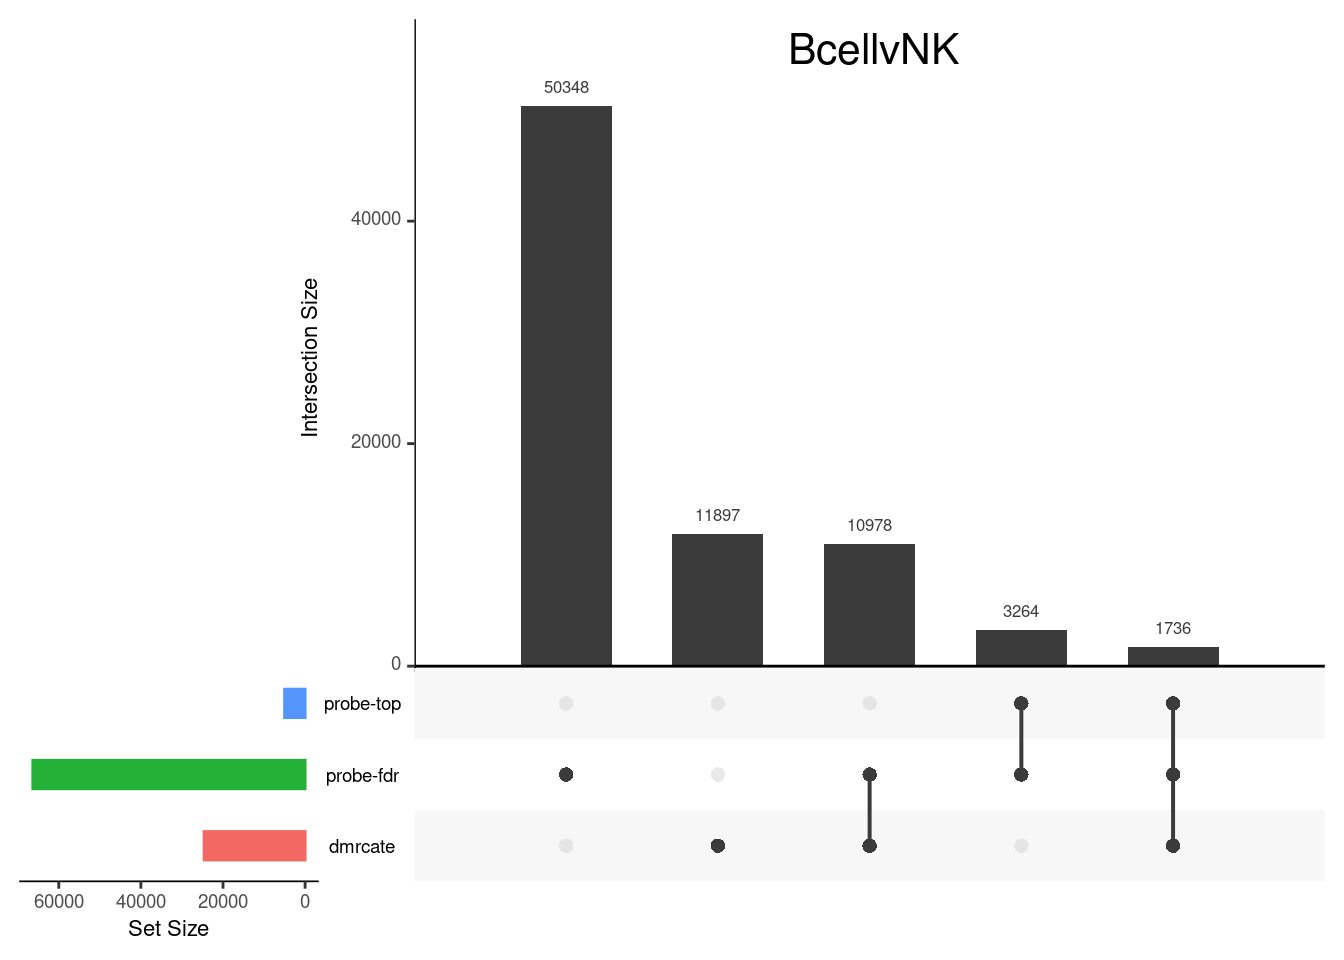 BcellvNK
50348
40000
Intersection Size
20000
11897
10978
3264
1736
0
probe-top
probe-fdr
dmrcate
60000 40000 20000 0
Set Size